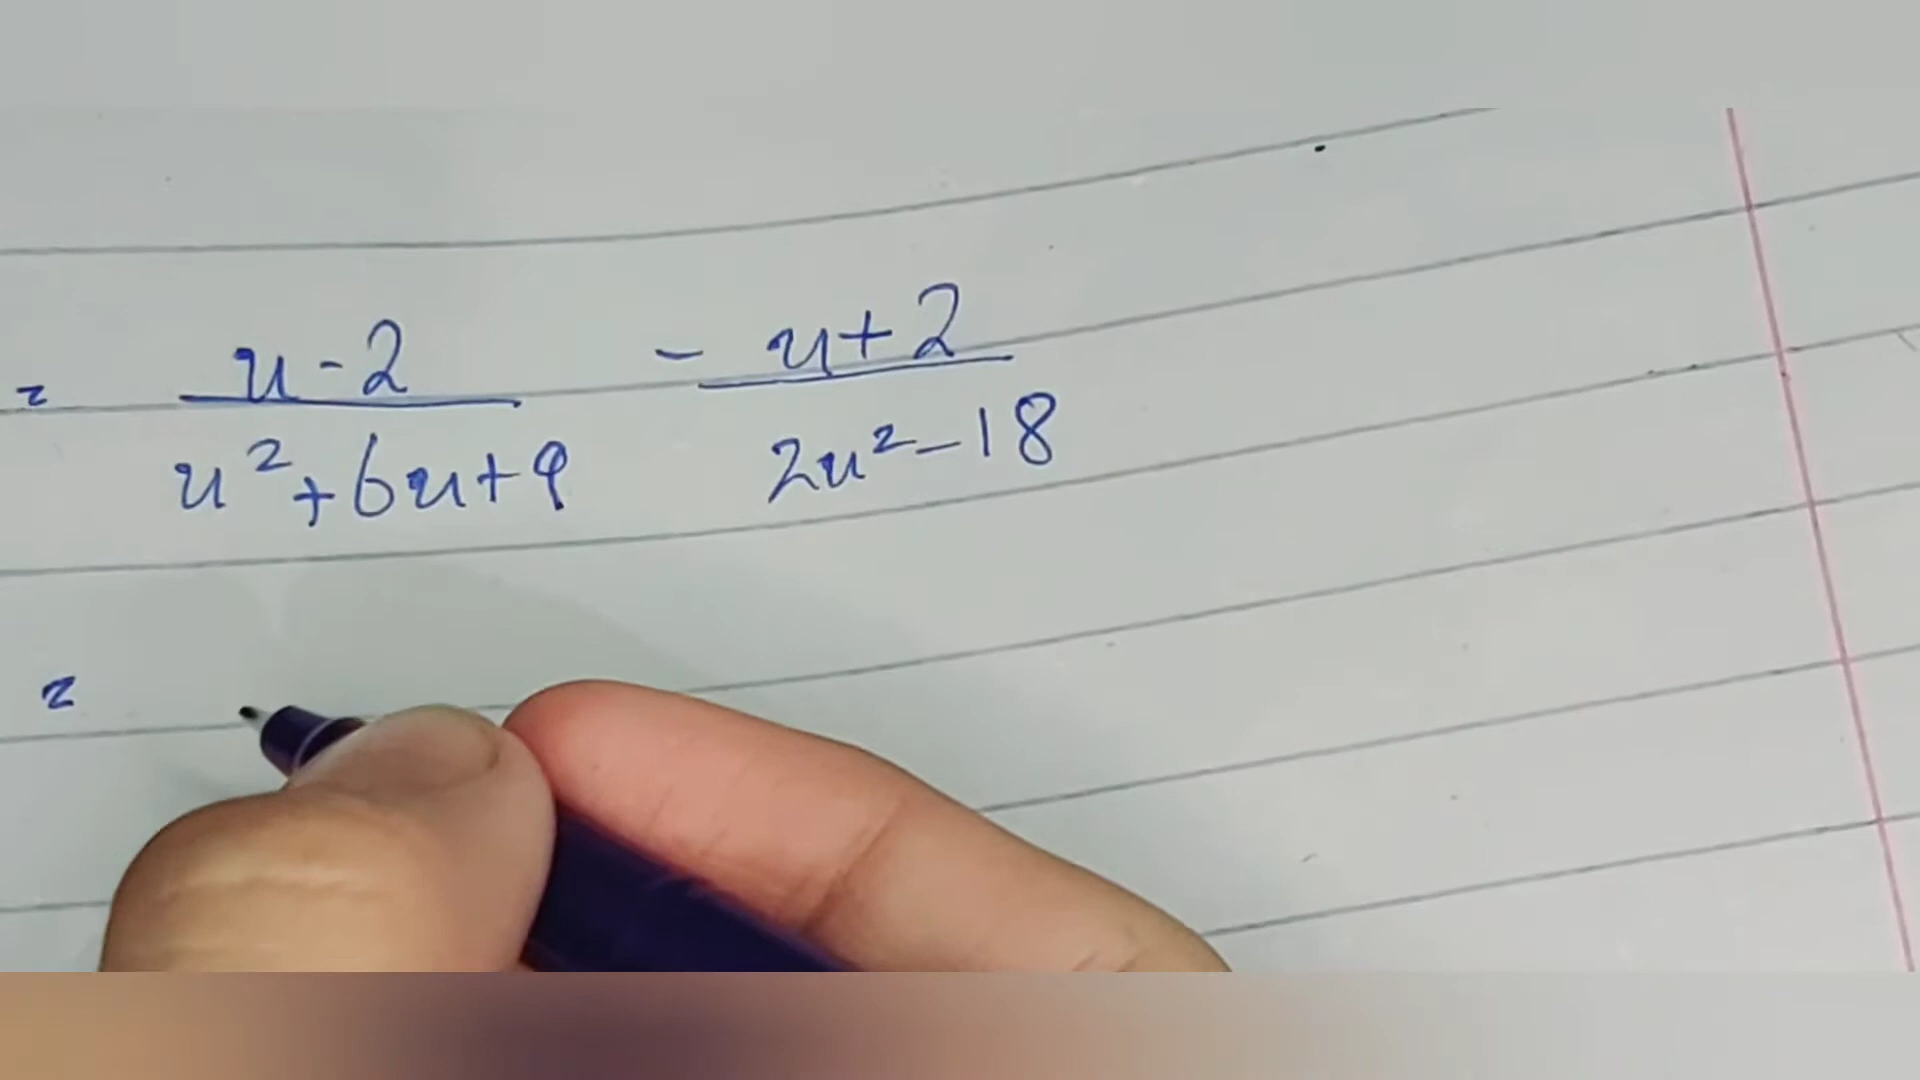 = x-2 / x²+6x+9 - x+2 / 2x²-18
=